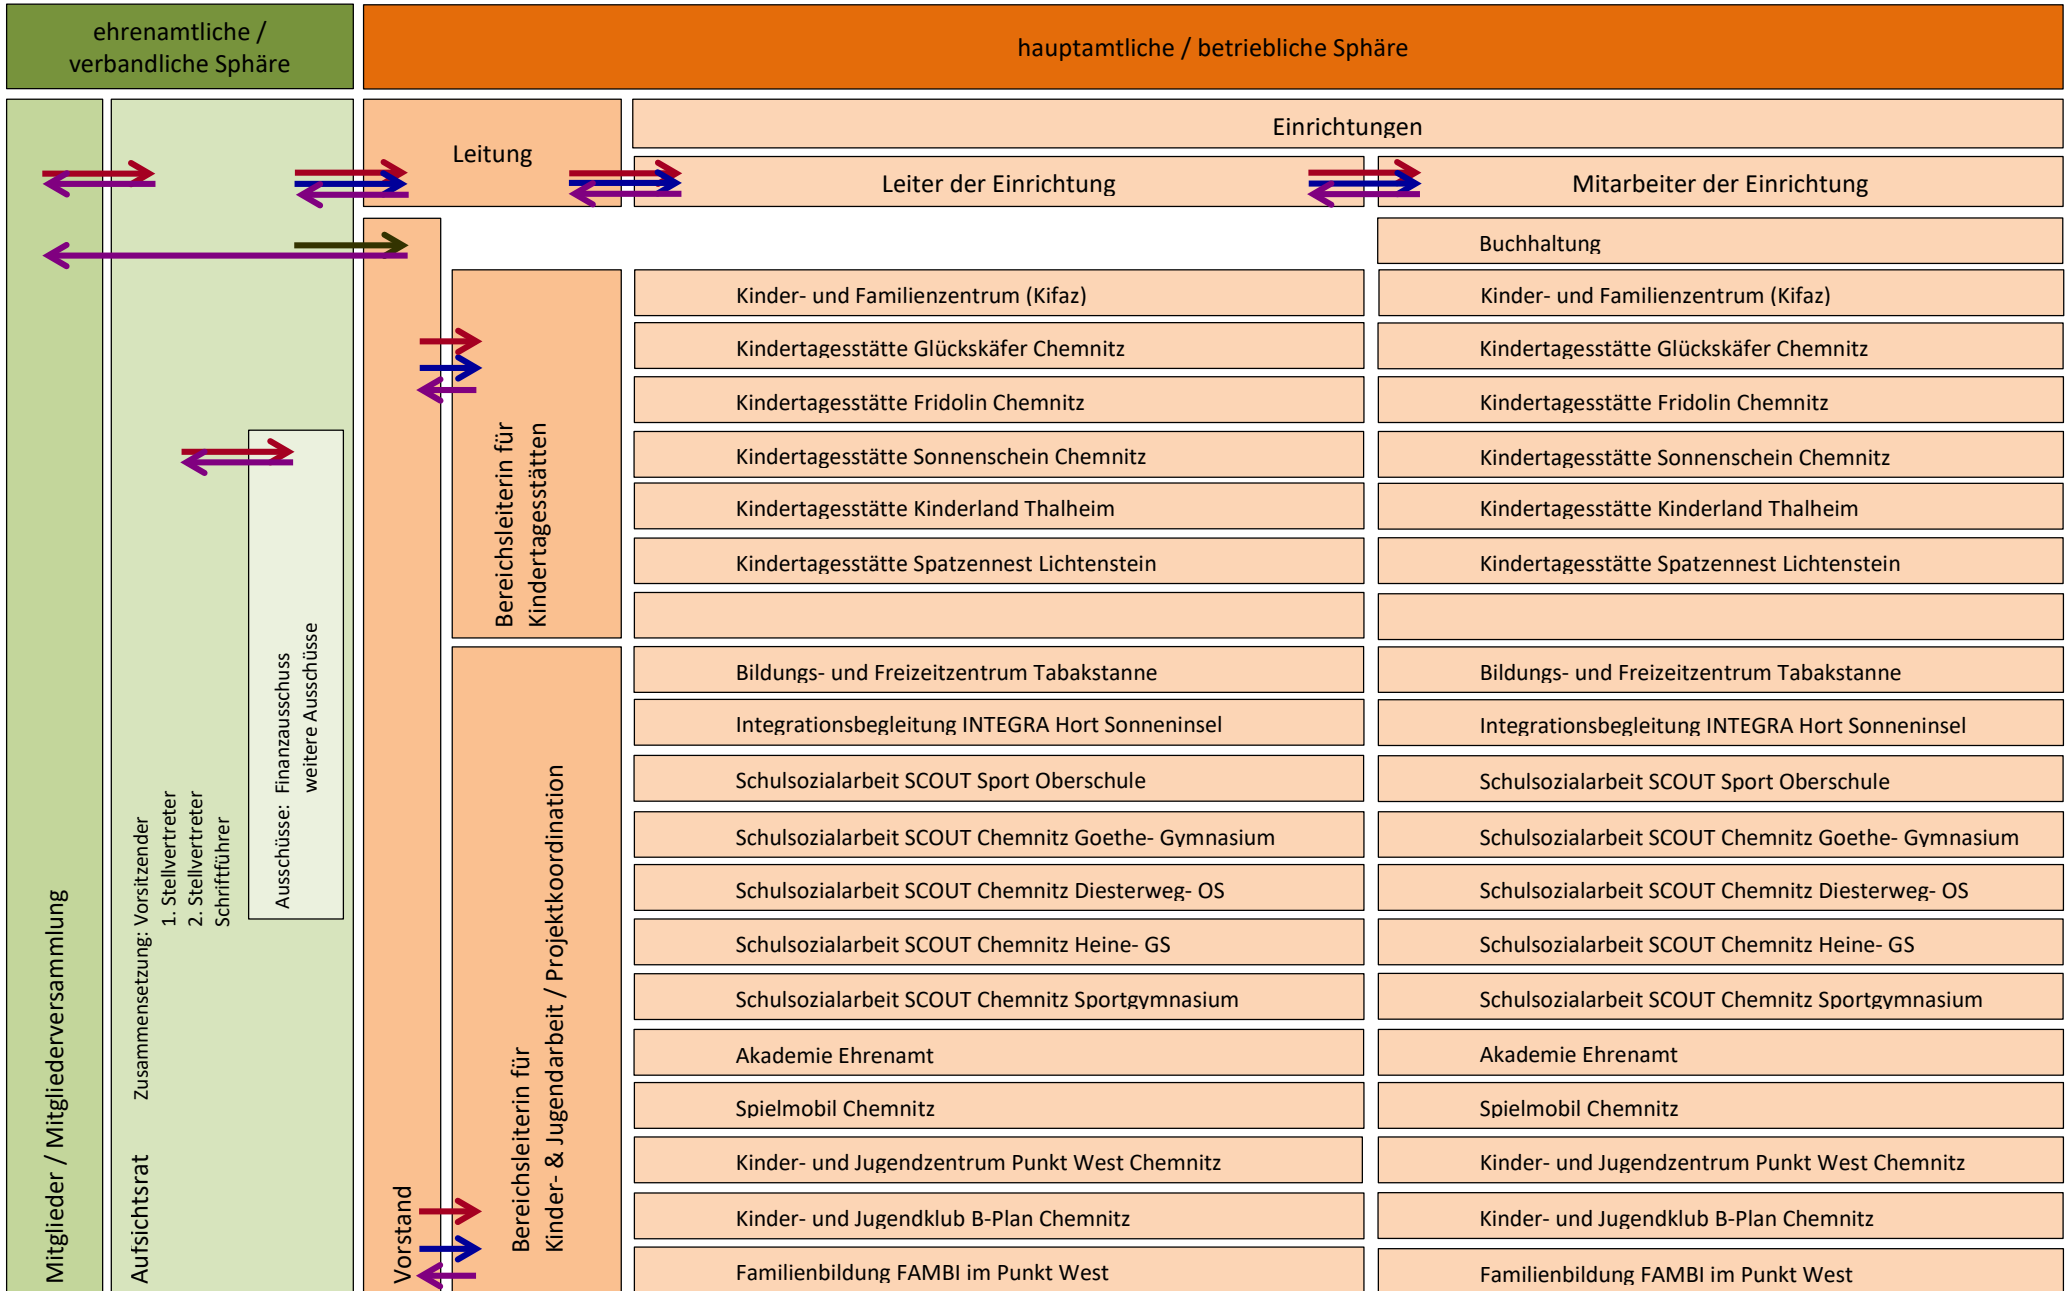 ehrenamtliche /
verbandliche Sphäre
hauptamtliche / betriebliche Sphäre
Leitung
Einrichtungen
Leiter der Einrichtung
Mitarbeiter der Einrichtung
Mitglieder / Mitgliederversammlung
Aufsichtsrat
Zusammensetzung: Vorsitzender
1. Stellvertreter
2. Stellvertreter
Schriftführer
Ausschüsse: Finanzausschuss
weitere Ausschüsse
Vorstand
Bereichsleiterin für
Kindertagesstätten
Bereichsleiterin für
Kinder- & Jugendarbeit / Projektkoordination
Buchhaltung
Kinder- und Familienzentrum (Kifaz)
Kinder- und Familienzentrum (Kifaz)
Kindertagesstätte Glückskäfer Chemnitz
Kindertagesstätte Glückskäfer Chemnitz
Kindertagesstätte Fridolin Chemnitz
Kindertagesstätte Fridolin Chemnitz
Kindertagesstätte Sonnenschein Chemnitz
Kindertagesstätte Sonnenschein Chemnitz
Kindertagesstätte Kinderland Thalheim
Kindertagesstätte Kinderland Thalheim
Kindertagesstätte Spatzennest Lichtenstein
Kindertagesstätte Spatzennest Lichtenstein
Bildungs- und Freizeitzentrum Tabakstanne
Bildungs- und Freizeitzentrum Tabakstanne
Integrationsbegleitung INTEGRA Hort Sonneninsel
Integrationsbegleitung INTEGRA Hort Sonneninsel
Schulsozialarbeit SCOUT Sport Oberschule
Schulsozialarbeit SCOUT Sport Oberschule
Schulsozialarbeit SCOUT Chemnitz Goethe- Gymnasium
Schulsozialarbeit SCOUT Chemnitz Goethe- Gymnasium
Schulsozialarbeit SCOUT Chemnitz Diesterweg- OS
Schulsozialarbeit SCOUT Chemnitz Diesterweg- OS
Schulsozialarbeit SCOUT Chemnitz Heine- GS
Schulsozialarbeit SCOUT Chemnitz Heine- GS
Schulsozialarbeit SCOUT Chemnitz Sportgymnasium
Schulsozialarbeit SCOUT Chemnitz Sportgymnasium
Akademie Ehrenamt
Akademie Ehrenamt
Spielmobil Chemnitz
Spielmobil Chemnitz
Kinder- und Jugendzentrum Punkt West Chemnitz
Kinder- und Jugendzentrum Punkt West Chemnitz
Kinder- und Jugendklub B-Plan Chemnitz
Kinder- und Jugendklub B-Plan Chemnitz
Familienbildung FAMBI im Punkt West
Familienbildung FAMBI im Punkt West